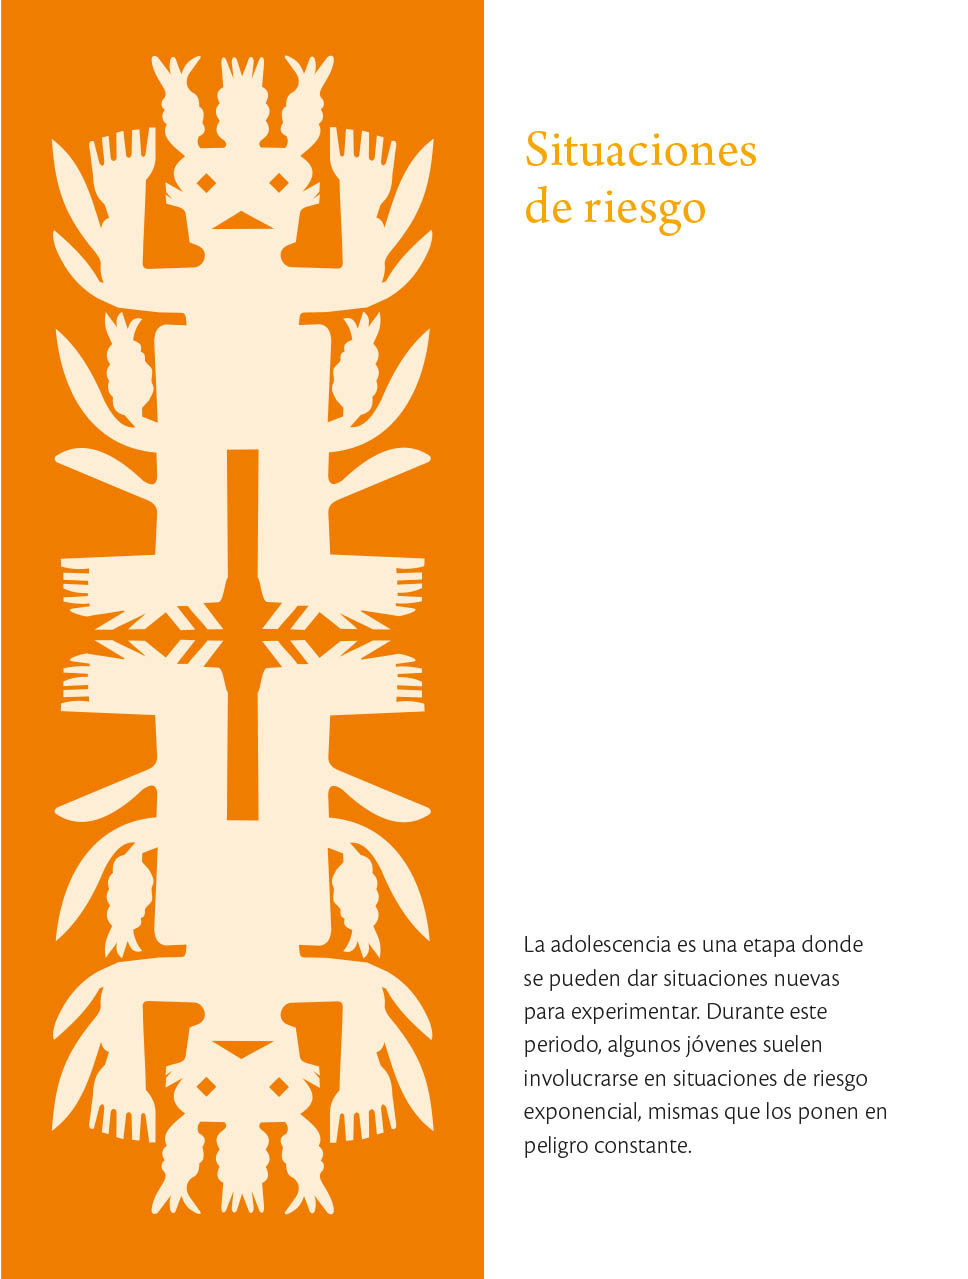 Situaciones
de riesgo
La adolescencia es una etapa donde
se pueden dar situaciones nuevas
para experimentar. Durante este
periodo, algunos jóvenes suelen
involucrarse en situaciones de riesgo
exponencial, mismas que los ponen en
peligro constante.